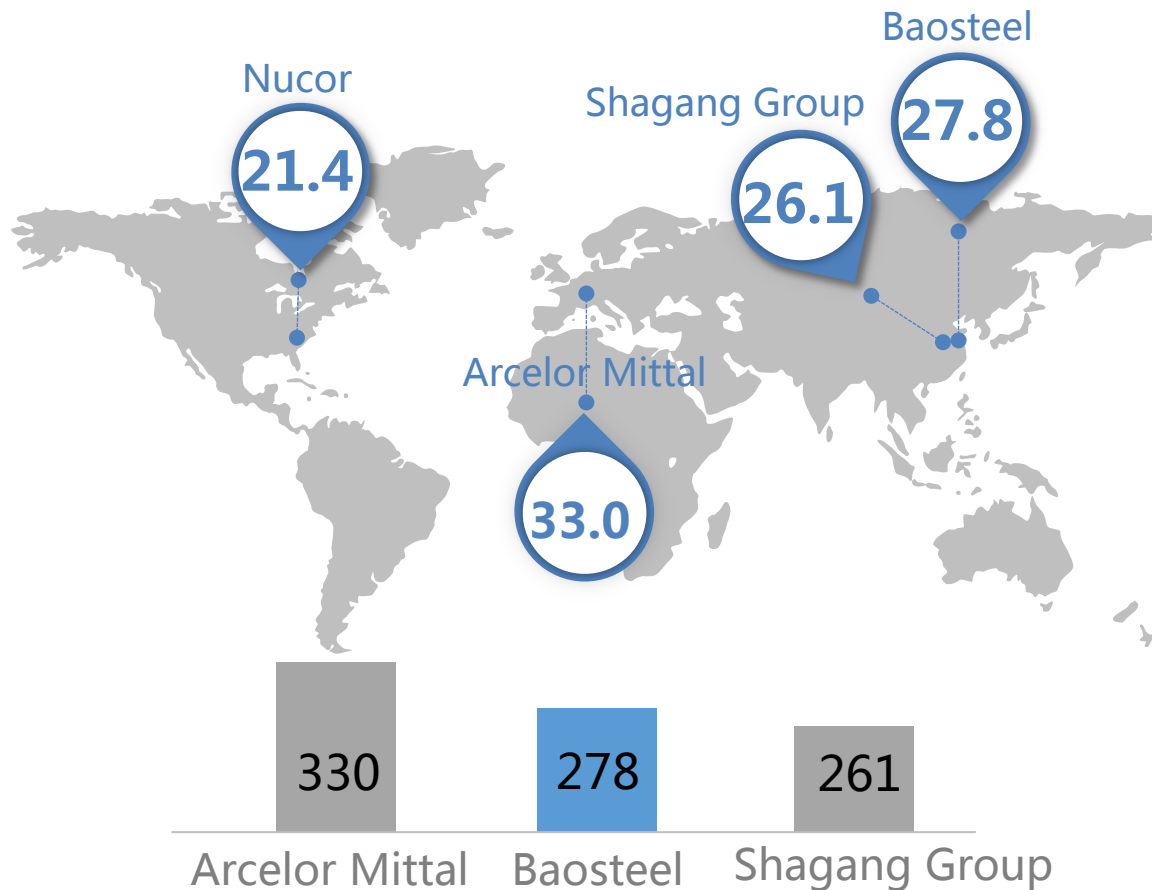 Baosteel
Nucor
Shagang Group
27.8
21.4
26.1
Arcelor Mittal
33.0
330
278
261
Arcelor Mittal
Baosteel
Shagang Group